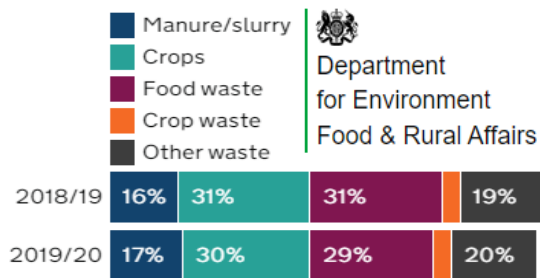 Manure/slurry
Crops
Food waste
Crop waste
Other waste
Department
for Environment
Food & Rural Affairs
2018/19 16% 31% 31% 19%
2019/20 17% 30% 29% 20%